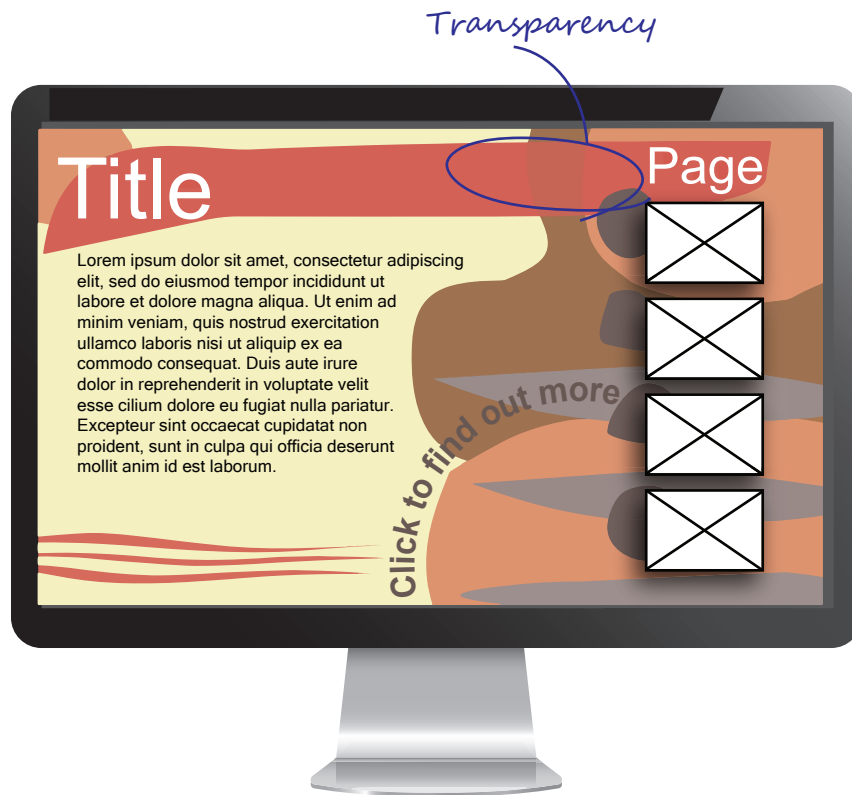 Transparency
Title
Page
Lorem ipsum dolor sit amet, consectetur adipiscing
elit, sed do eiusmod tempor incididunt ut
labore et dolore magna aliqua. Ut enim ad
minim veniam, quis nostrud exercitation
ullamco laboris nisi ut aliquip ex ea
commodo consequat. Duis aute irure
dolor in reprehenderit in voluptate velit
esse cilium dolore eu fugiat nulla pariatur.
Excepteur sint occaecat cupidatat non
proident, sunt in culpa qui officia deserunt
mollit anim id est laborum.
Click to find out more